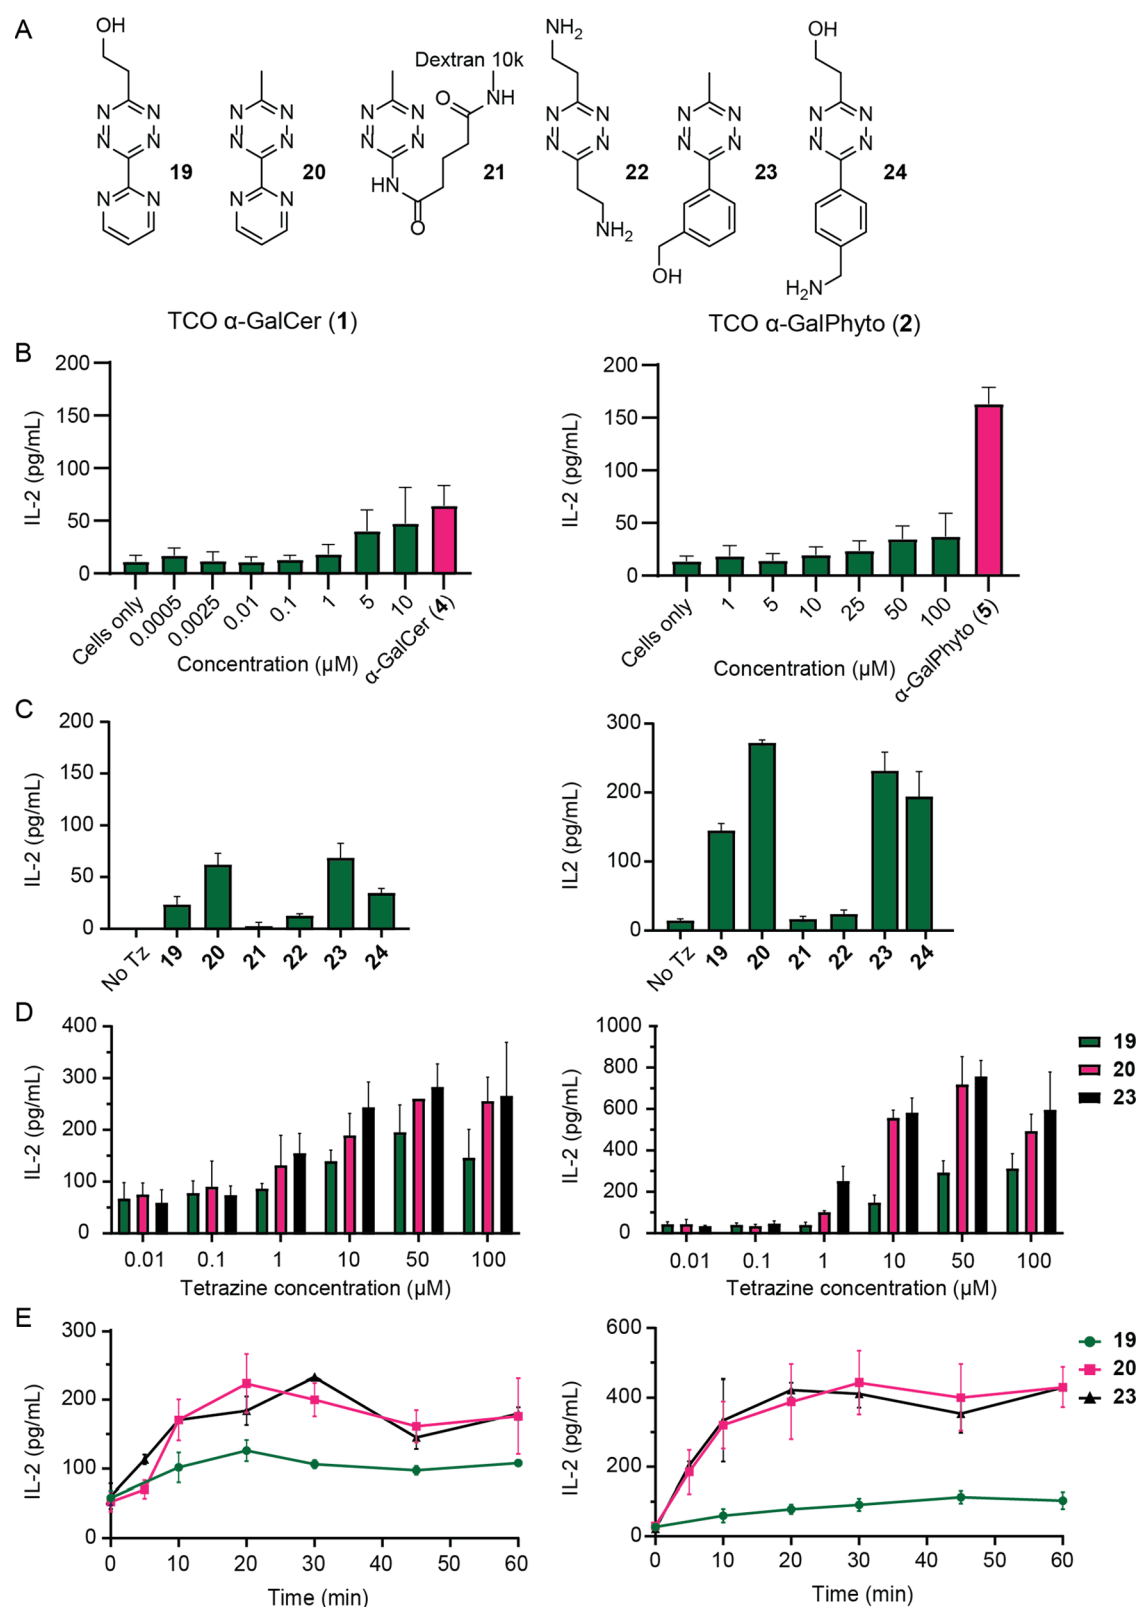 A
OH
N N
N N
N N
19
N N
N N
N N
20
Dextran 10k
N N
N N
HN
O
O
NH
21
NH₂
N N
N N
NH₂
22
N N
N N
OH
23
OH
N N
N N
H₂N
24
TCO α-GalCer (1)
TCO α-GalPhyto (2)
B
IL-2 (pg/mL)
200
150
100
50
0
Cells only
0.0005
0.0025
0.01
0.1
1
5
10
α-GalCer (4)
Concentration (µM)
IL-2 (pg/mL)
200
150
100
50
0
Cells only
1
5
10
25
50
100
α-GalPhyto (5)
Concentration (µM)
C
IL-2 (pg/mL)
200
150
100
50
0
No Tz
19
20
21
22
23
24
IL2 (pg/mL)
300
200
100
0
No Tz
19
20
21
22
23
24
D
IL-2 (pg/mL)
400
300
200
100
0
0.01 0.1 1 10 50 100
Tetrazine concentration (µM)
IL-2 (pg/mL)
1000
800
600
400
200
0
0.01 0.1 1 10 50 100
Tetrazine concentration (µM)
19
20
23
E
IL-2 (pg/mL)
300
200
100
0
0 10 20 30 40 50 60
Time (min)
IL-2 (pg/mL)
600
400
200
0
0 10 20 30 40 50 60
Time (min)
19
20
23